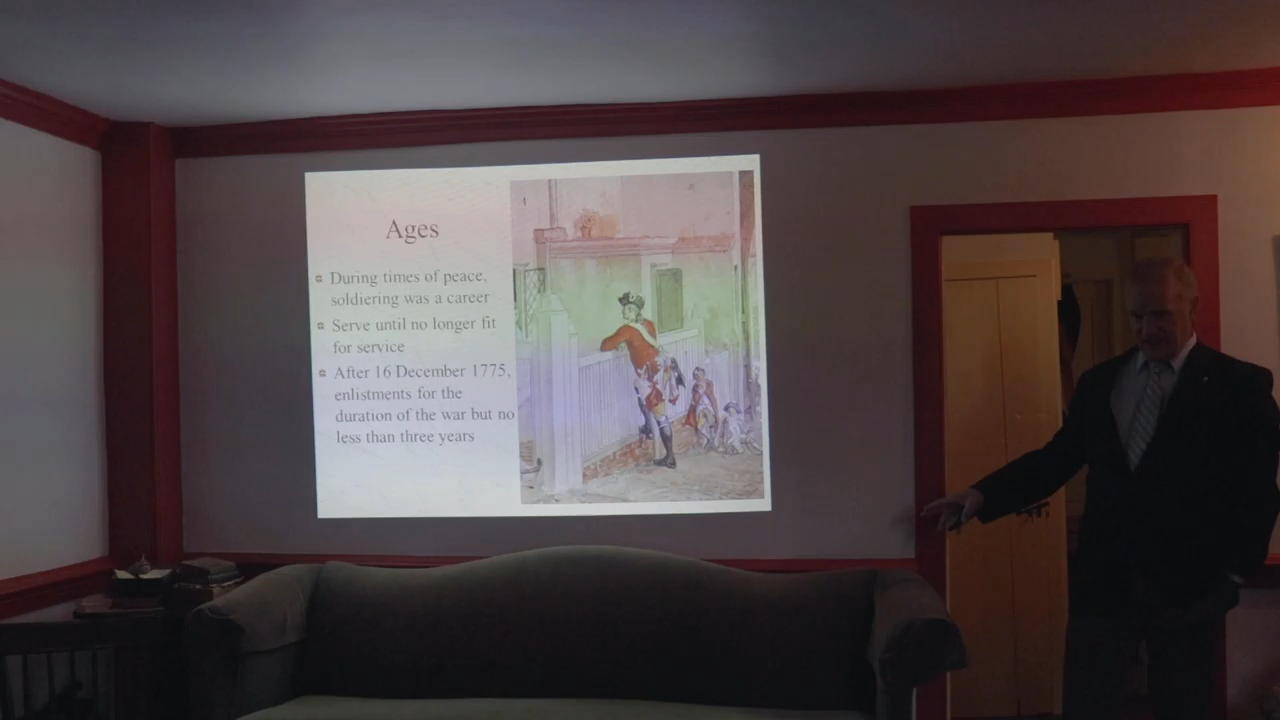 Ages
During times of peace,
soldiering was a career
Serve until no longer fit
for service
After 16 December 1775,
enlistments for the
duration of the war but no
less than three years